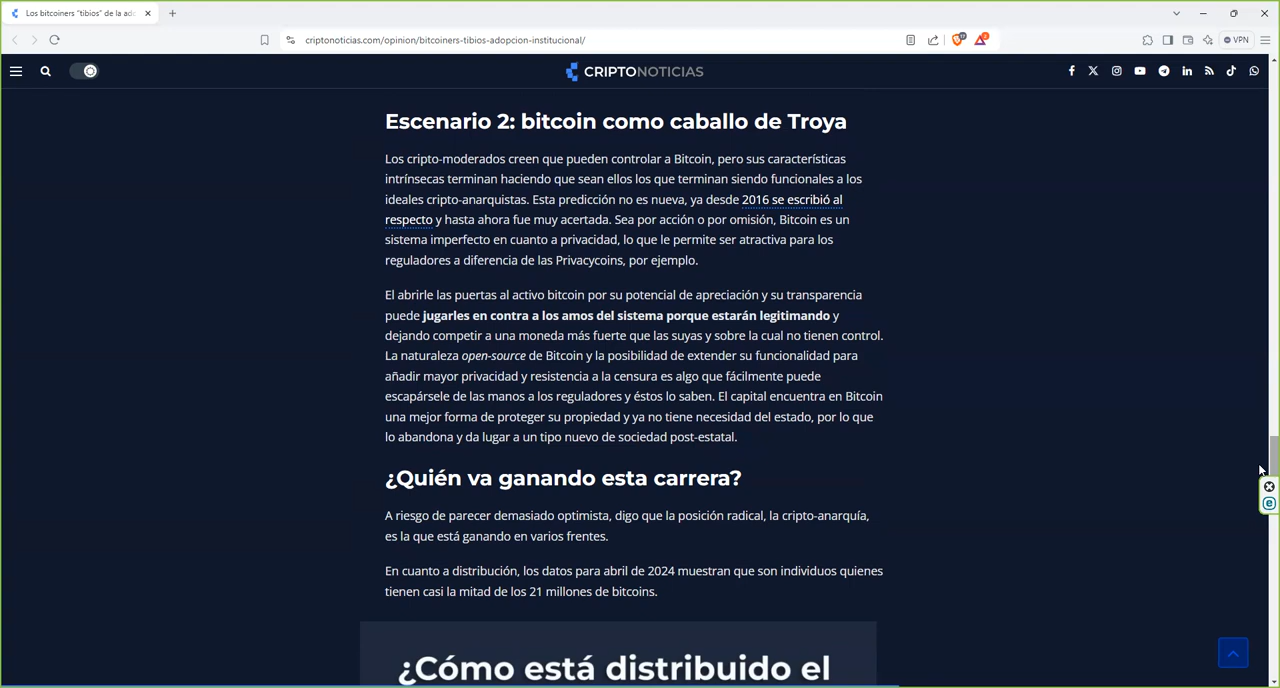 Los bitcoiners "tibios" de la ado
criptonoticias.com/opinion/bitcoiners-tibios-adopcion-institucional/
VPN
CRIPTONOTICIAS
Escenario 2: bitcoin como caballo de Troya
Los cripto-moderados creen que pueden controlar a Bitcoin, pero sus características
intrínsecas terminan haciendo que sean ellos los que terminan siendo funcionales a los
ideales cripto-anarquistas. Esta predicción no es nueva, ya desde 2016 se escribió al
respecto y hasta ahora fue muy acertada. Sea por acción o por omisión, Bitcoin es un
sistema imperfecto en cuanto a privacidad, lo que le permite ser atractiva para los
reguladores a diferencia de las Privacycoins, por ejemplo.
El abrirle las puertas al activo bitcoin por su potencial de apreciación y su transparencia
puede jugarles en contra a los amos del sistema porque estarán legitimando y
dejando competir a una moneda más fuerte que las suyas y sobre la cual no tienen control.
La naturaleza open-source de Bitcoin y la posibilidad de extender su funcionalidad para
añadir mayor privacidad y resistencia a la censura es algo que fácilmente puede
escapársele de las manos a los reguladores y éstos lo saben. El capital encuentra en Bitcoin
una mejor forma de proteger su propiedad y ya no tiene necesidad del estado, por lo que
lo abandona y da lugar a un tipo nuevo de sociedad post-estatal.
¿Quién va ganando esta carrera?
A riesgo de parecer demasiado optimista, digo que la posición radical, la cripto-anarquía,
es la que está ganando en varios frentes.
En cuanto a distribución, los datos para abril de 2024 muestran que son individuos quienes
tienen casi la mitad de los 21 millones de bitcoins.
¿Cómo está distribuido el